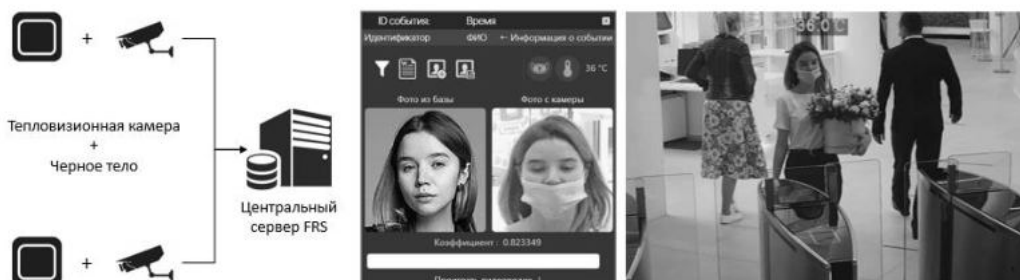 Тепловизионная камера
+
Черное тело
+
+
Центральный
сервер FRS
ID события: Время
Идентификатор ФИО ← Информация о событии
36 °C
Фото из базы Фото с камеры
Коэффициент : 0.823349
36.0 C